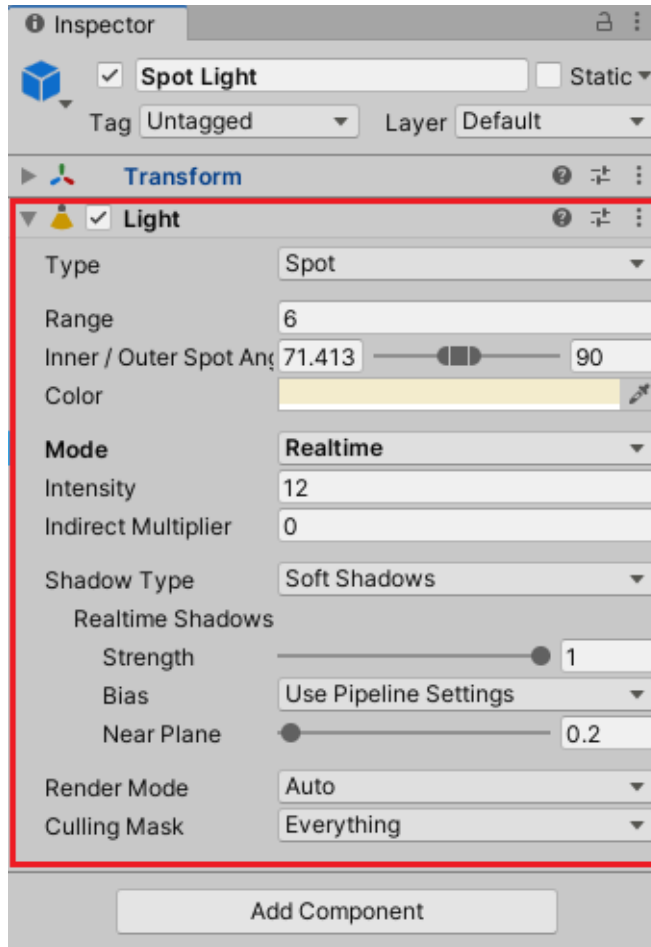 Inspector
Spot Light Static
Tag Untagged Layer Default
Transform
Light
Type Spot
Range 6
Inner / Outer Spot Ang 71.413 90
Color
Mode Realtime
Intensity 12
Indirect Multiplier 0
Shadow Type Soft Shadows
Realtime Shadows
Strength 1
Bias Use Pipeline Settings
Near Plane 0.2
Render Mode Auto
Culling Mask Everything
Add Component